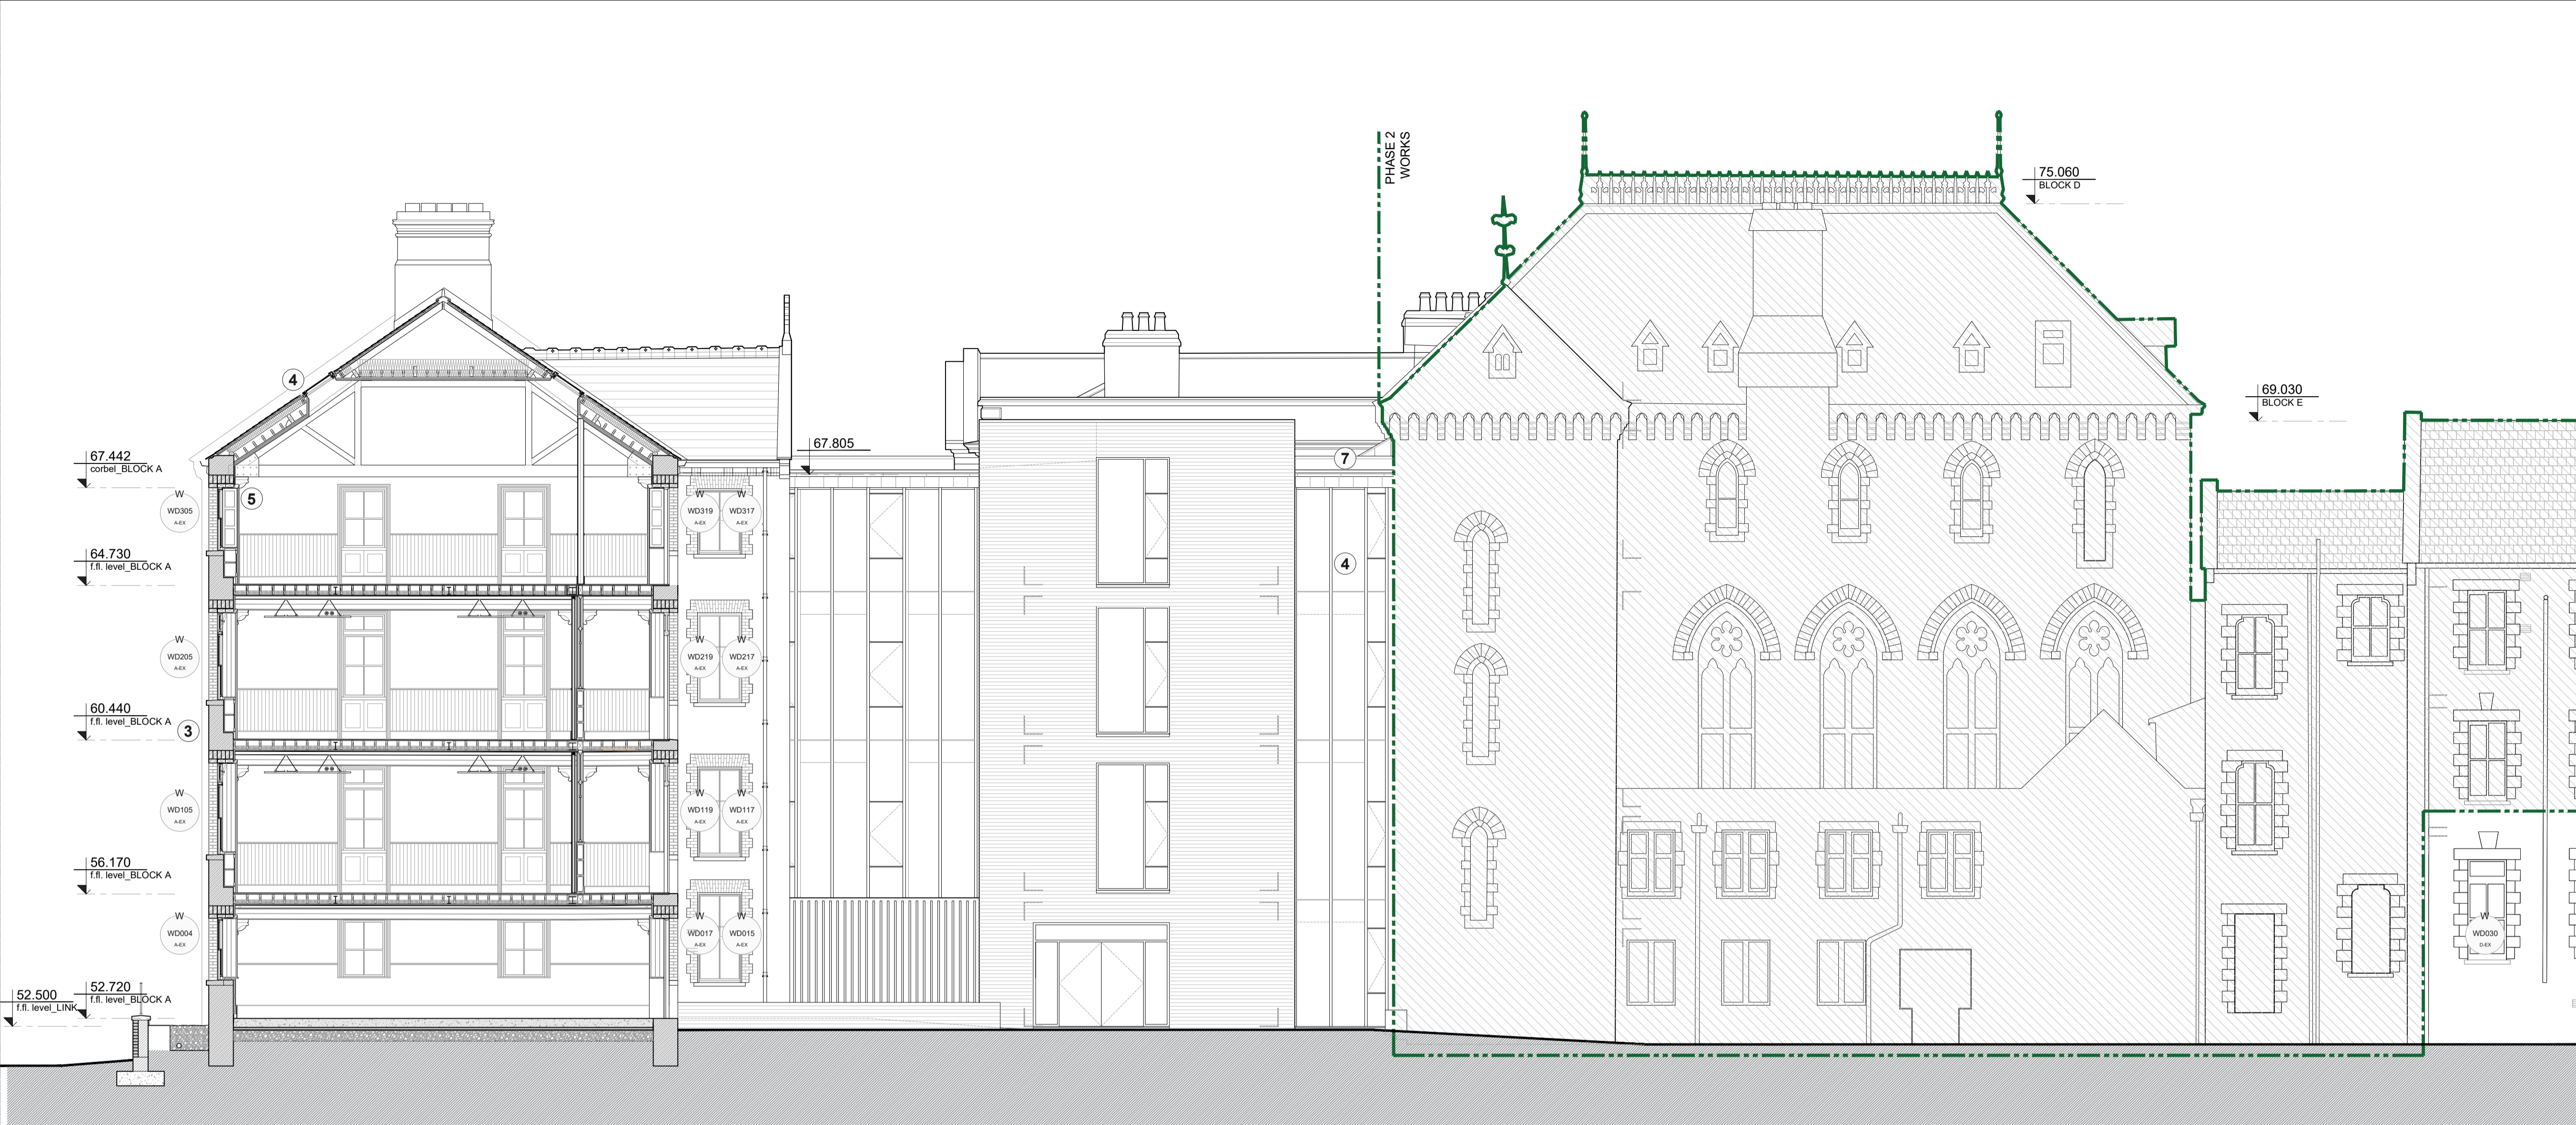 PHASE 2
WORKS
75.060
BLOCK D
69.030
BLOCK E
4
67.805
7
67.442
corbel_BLOCK A
5
W
WD305
A-EX
W
WD319
A-EX
W
WD317
A-EX
64.730
f.fl. level_BLOCK A
4
W
WD205
A-EX
W
WD219
A-EX
W
WD217
A-EX
60.440
f.fl. level_BLOCK A
3
W
WD105
A-EX
W
WD119
A-EX
W
WD117
A-EX
56.170
f.fl. level_BLOCK A
W
WD004
A-EX
W
WD017
A-EX
W
WD015
A-EX
W
WD030
D-EX
52.500
f.fl. level_LINK
52.720
f.fl. level_BLOCK A